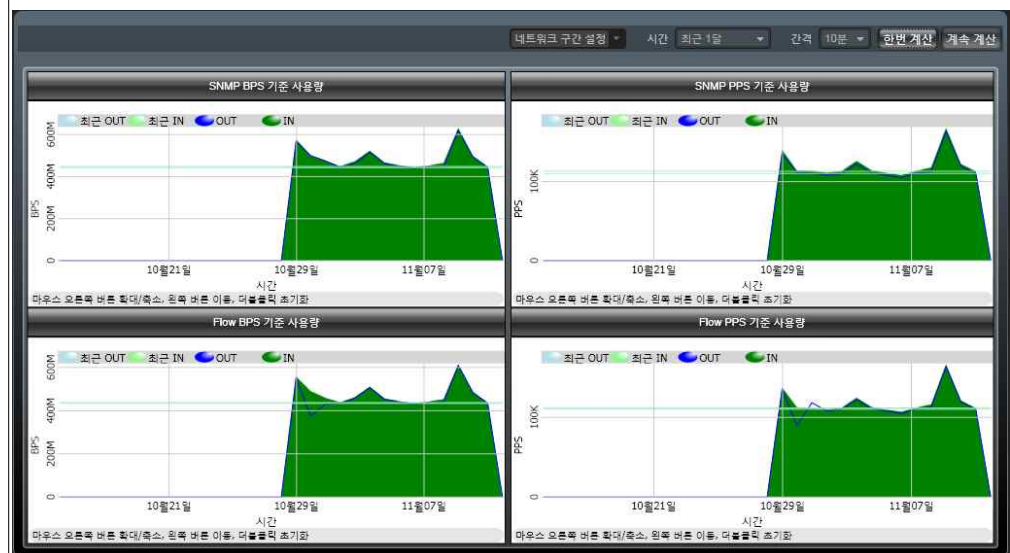 네트워크 구간 설정 시간 최근 1달 간격 10분 한번 계산 계속 계산
SNMP BPS 기준 사용량
최근 OUT 최근 IN OUT IN
600M
400M
200M
0
BPS
10월21일 10월29일 11월07일
시간
마우스 오른쪽 버튼 확대/축소, 왼쪽 버튼 이동, 더블클릭 초기화
SNMP PPS 기준 사용량
최근 OUT 최근 IN OUT IN
100K
0
PPS
10월21일 10월29일 11월07일
시간
마우스 오른쪽 버튼 확대/축소, 왼쪽 버튼 이동, 더블클릭 초기화
Flow BPS 기준 사용량
최근 OUT 최근 IN OUT IN
600M
400M
200M
0
BPS
10월21일 10월29일 11월07일
시간
마우스 오른쪽 버튼 확대/축소, 왼쪽 버튼 이동, 더블클릭 초기화
Flow PPS 기준 사용량
최근 OUT 최근 IN OUT IN
100K
0
PPS
10월21일 10월29일 11월07일
시간
마우스 오른쪽 버튼 확대/축소, 왼쪽 버튼 이동, 더블클릭 초기화